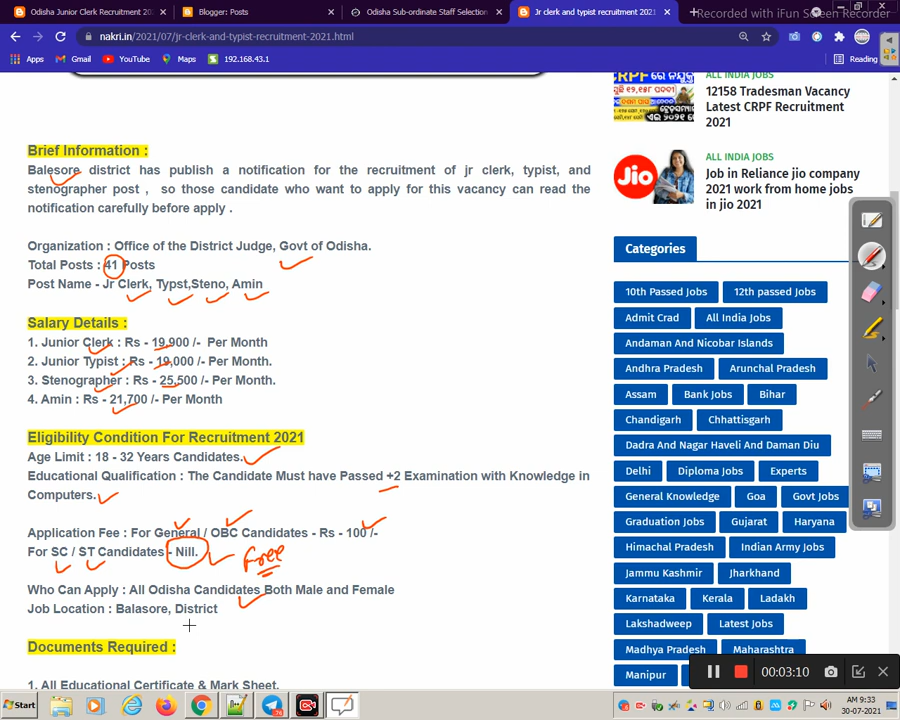 Odisha Junior Clerk Recruitment 202
Blogger: Posts
Odisha Sub-ordinate Staff Selection
Jr clerk and typist recruitment 2021
Recorded with iFun Screen Recorder
nakri.in/2021/07/jr-clerk-and-typist-recruitment-2021.html
Apps
Gmail
YouTube
Maps
192.168.43.1
Reading
Brief Information :
Balesore district has publish a notification for the recruitment of jr clerk, typist, and
stenographer post , so those candidate who want to apply for this vacancy can read the
notification carefully before apply .
Organization : Office of the District Judge, Govt of Odisha.
Total Posts : 41 Posts
Post Name - Jr Clerk, Typst,Steno, Amin
Salary Details :
1. Junior Clerk : Rs - 19,900 /- Per Month
2. Junior Typist : Rs - 19,000 /- Per Month.
3. Stenographer : Rs - 25,500 /- Per Month.
4. Amin : Rs - 21,700 /- Per Month
Eligibility Condition For Recruitment 2021
Age Limit : 18 - 32 Years Candidates.
Educational Qualification : The Candidate Must have Passed +2 Examination with Knowledge in
Computers.
Application Fee : For General / OBC Candidates - Rs - 100 /-
For SC / ST Candidates - Nill.
Free
Who Can Apply : All Odisha Candidates Both Male and Female
Job Location : Balasore, District
Documents Required :
1. All Educational Certificate & Mark Sheet.
ALL INDIA JOBS
12158 Tradesman Vacancy
Latest CRPF Recruitment
2021
CRPF
Jio
ALL INDIA JOBS
Job in Reliance jio company
2021 work from home jobs
in jio 2021
Categories
10th Passed Jobs
12th passed Jobs
Admit Crad
All India Jobs
Andaman And Nicobar Islands
Andhra Pradesh
Arunchal Pradesh
Assam
Bank Jobs
Bihar
Chandigarh
Chhattisgarh
Dadra And Nagar Haveli And Daman Diu
Delhi
Diploma Jobs
Experts
General Knowledge
Goa
Govt Jobs
Graduation Jobs
Gujarat
Haryana
Himachal Pradesh
Indian Army Jobs
Jammu Kashmir
Jharkhand
Karnataka
Kerala
Ladakh
Lakshadweep
Latest Jobs
Madhya Pradesh
Maharashtra
Manipur
00:03:10
Start
AM 9:33
30-07-2021